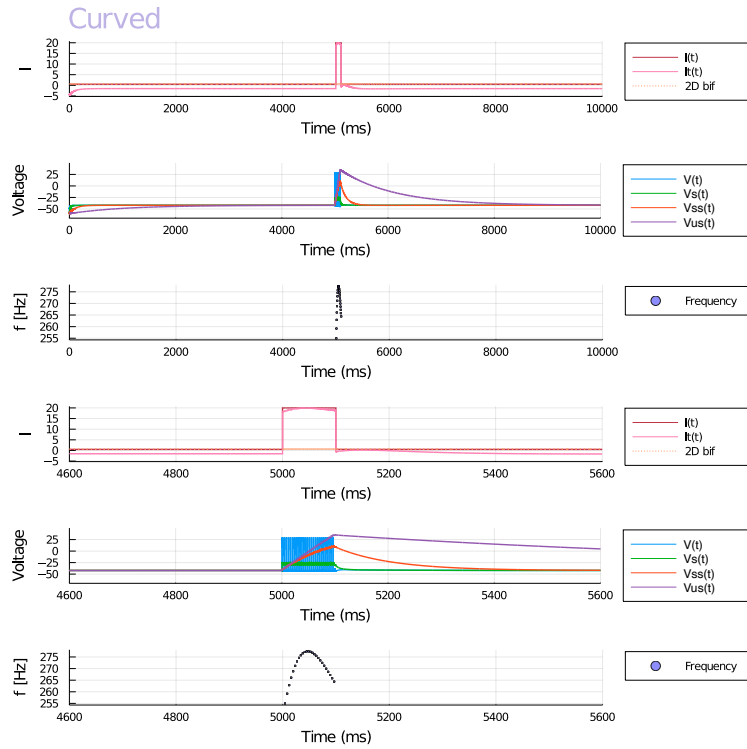 Curved
20
15
10
5
0
−5
I
0 2000 4000 6000 8000 10000
Time (ms)
I(t)
It(t)
2D bif
25
0
−25
−50
Voltage
0 2000 4000 6000 8000 10000
Time (ms)
V(t)
Vs(t)
Vss(t)
Vus(t)
275
270
265
260
255
f [Hz]
0 2000 4000 6000 8000 10000
Time (ms)
Frequency
20
15
10
5
0
−5
I
4600 4800 5000 5200 5400 5600
Time (ms)
I(t)
It(t)
2D bif
25
0
−25
−50
Voltage
4600 4800 5000 5200 5400 5600
Time (ms)
V(t)
Vs(t)
Vss(t)
Vus(t)
275
270
265
260
255
f [Hz]
4600 4800 5000 5200 5400 5600
Time (ms)
Frequency